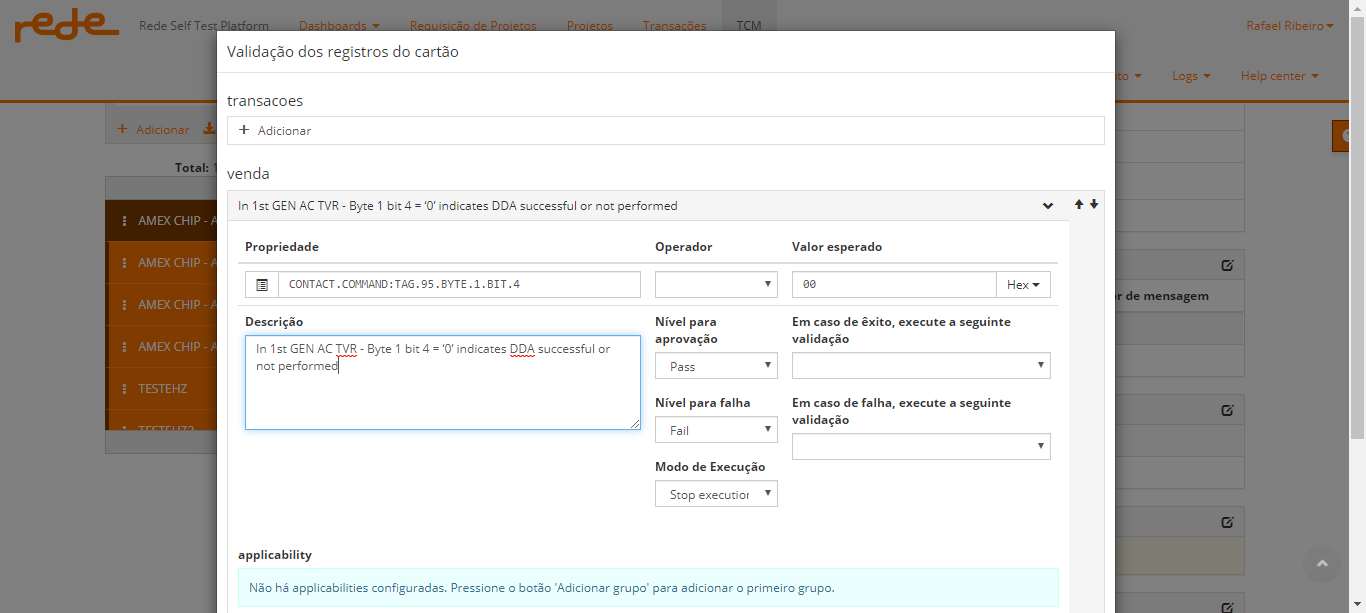 rede
Rede Self Test Platform
Dashboards
Requisição de Projetos
Projetos
Transações
TCM
Rafael Ribeiro
Logs
Help center
Validação dos registros do cartão
transacoes
+ Adicionar
venda
In 1st GEN AC TVR - Byte 1 bit 4 = ‘0’ indicates DDA successful or not performed
Propriedade
Operador
Valor esperado
CONTACT.COMMAND:TAG.95.BYTE.1.BIT.4
00
Hex
Descrição
In 1st GEN AC TVR - Byte 1 bit 4 = ‘0’ indicates DDA successful or
not performed
Nível para
aprovação
Pass
Nível para falha
Fail
Modo de Execução
Stop execution
Em caso de êxito, execute a seguinte
validação
Em caso de falha, execute a seguinte
validação
applicability
Não há applicabilities configuradas. Pressione o botão 'Adicionar grupo' para adicionar o primeiro grupo.
+ Adicionar
Total:
AMEX CHIP - A
AMEX CHIP - A
AMEX CHIP - A
AMEX CHIP - A
TESTEHZ
TESTEHZ2
de mensagem